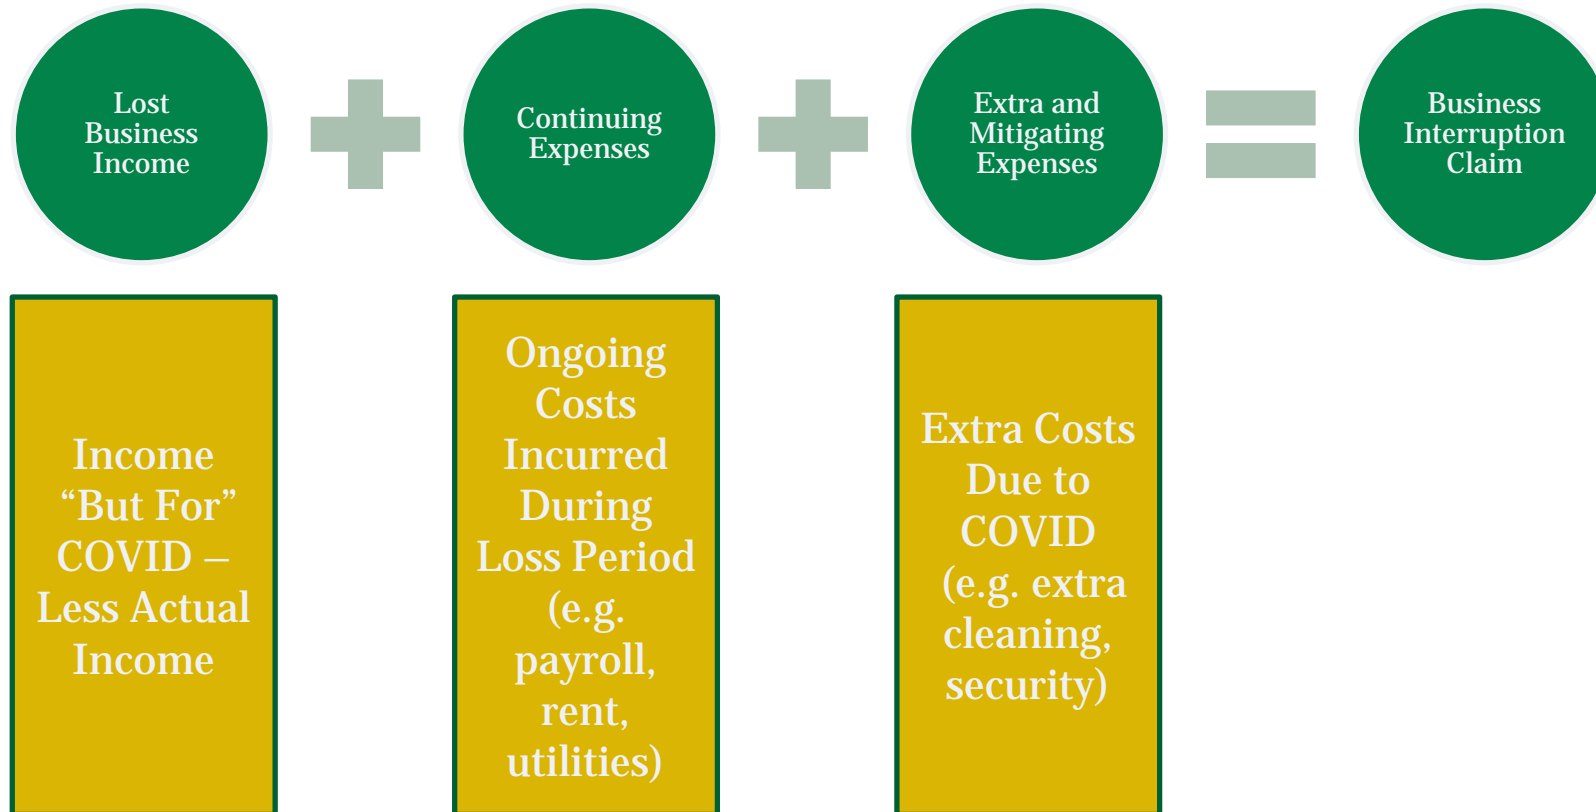 Lost
Business
Income
Continuing
Expenses
Extra and
Mitigating
Expenses
Business
Interruption
Claim
Income
“But For”
COVID –
Less Actual
Income
Ongoing
Costs
Incurred
During
Loss Period
(e.g.
payroll,
rent,
utilities)
Extra Costs
Due to
COVID
(e.g. extra
cleaning,
security)